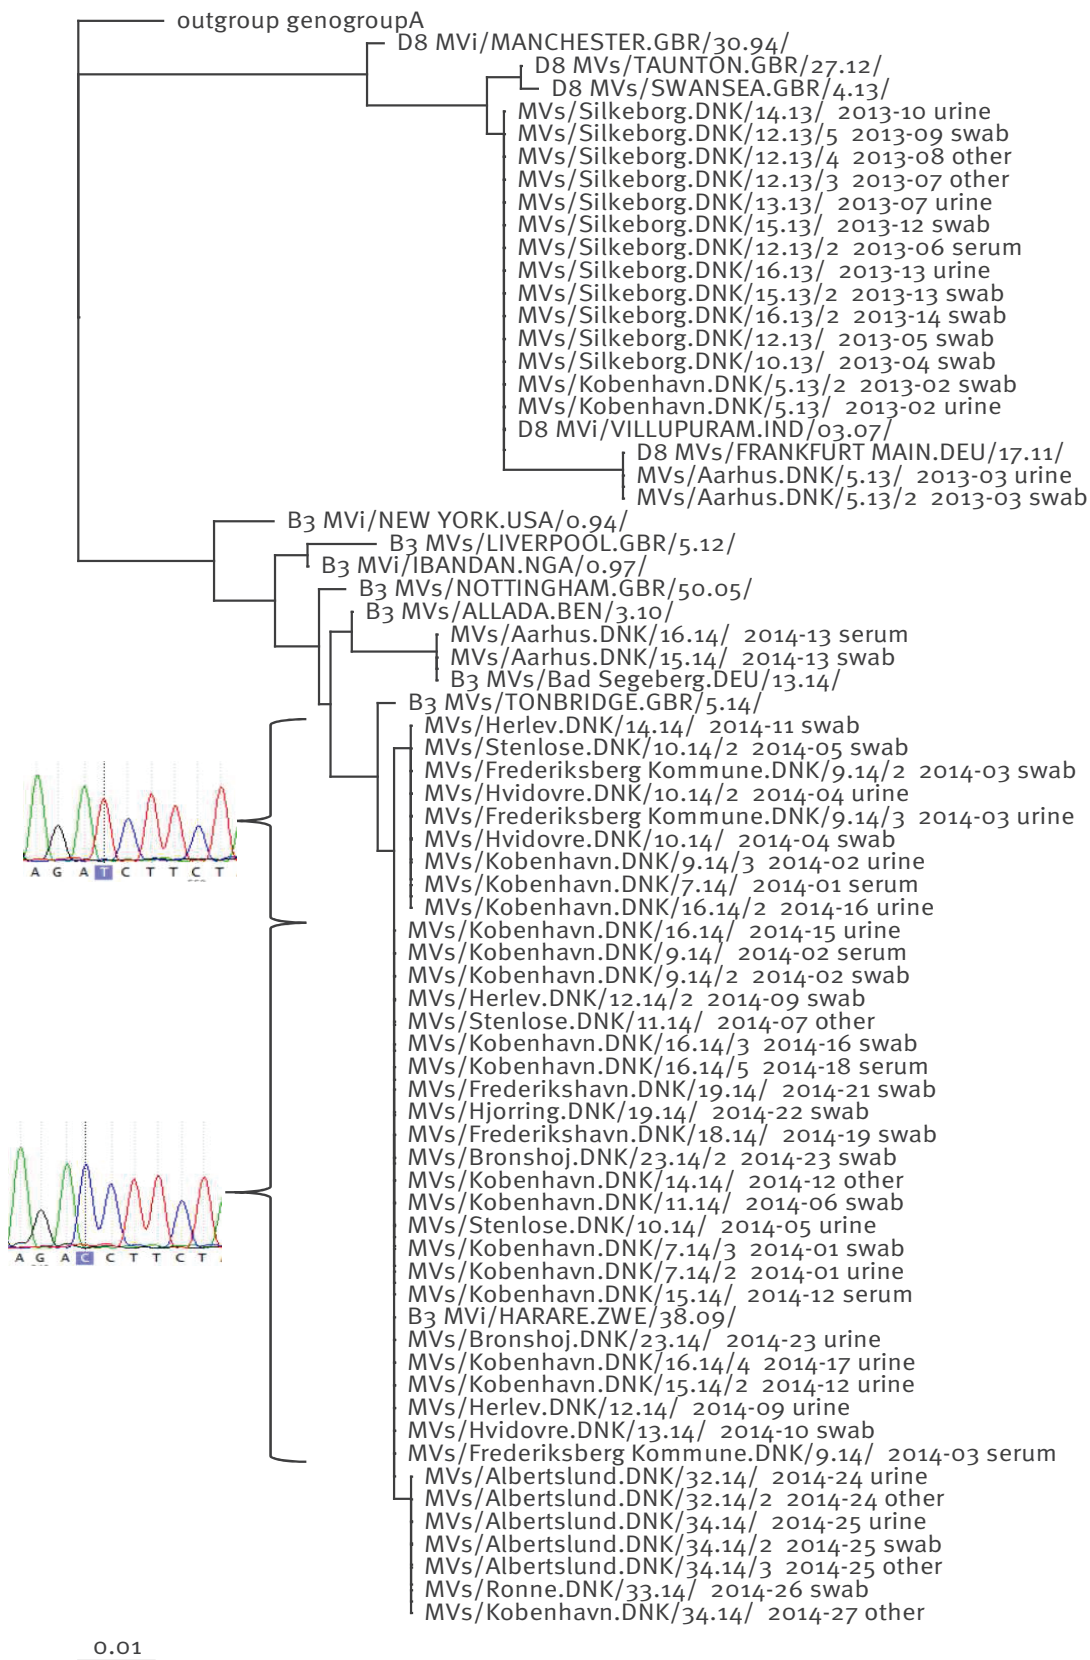 outgroup genogroupA
D8 MVi/MANCHESTER.GBR/30.94/
D8 MVs/TAUNTON.GBR/27.12/
D8 MVs/SWANSEA.GBR/4.13/
MVs/Silkeborg.DNK/14.13/ 2013-10 urine
MVs/Silkeborg.DNK/12.13/5 2013-09 swab
MVs/Silkeborg.DNK/12.13/4 2013-08 other
MVs/Silkeborg.DNK/12.13/3 2013-07 other
MVs/Silkeborg.DNK/13.13/ 2013-07 urine
MVs/Silkeborg.DNK/15.13/ 2013-12 swab
MVs/Silkeborg.DNK/12.13/2 2013-06 serum
MVs/Silkeborg.DNK/16.13/ 2013-13 urine
MVs/Silkeborg.DNK/15.13/2 2013-13 swab
MVs/Silkeborg.DNK/16.13/2 2013-14 swab
MVs/Silkeborg.DNK/12.13/ 2013-05 swab
MVs/Silkeborg.DNK/10.13/ 2013-04 swab
MVs/Kobenhavn.DNK/5.13/2 2013-02 swab
MVs/Kobenhavn.DNK/5.13/ 2013-02 urine
D8 MVi/VILLUPURAM.IND/03.07/
D8 MVs/FRANKFURT MAIN.DEU/17.11/
MVs/Aarhus.DNK/5.13/ 2013-03 urine
MVs/Aarhus.DNK/5.13/2 2013-03 swab
B3 MVi/NEW YORK.USA/0.94/
B3 MVs/LIVERPOOL.GBR/5.12/
B3 MVi/IBANDAN.NGA/0.97/
B3 MVs/NOTTINGHAM.GBR/50.05/
B3 MVs/ALLADA.BEN/3.10/
MVs/Aarhus.DNK/16.14/ 2014-13 serum
MVs/Aarhus.DNK/15.14/ 2014-13 swab
B3 MVs/Bad Segeberg.DEU/13.14/
B3 MVs/TONBRIDGE.GBR/5.14/
MVs/Herlev.DNK/14.14/ 2014-11 swab
MVs/Stenlose.DNK/10.14/2 2014-05 swab
MVs/Frederiksberg Kommune.DNK/9.14/2 2014-03 swab
MVs/Hvidovre.DNK/10.14/2 2014-04 urine
MVs/Frederiksberg Kommune.DNK/9.14/3 2014-03 urine
MVs/Hvidovre.DNK/10.14/ 2014-04 swab
MVs/Kobenhavn.DNK/9.14/3 2014-02 urine
A G A T C T T C T
MVs/Kobenhavn.DNK/7.14/ 2014-01 serum
MVs/Kobenhavn.DNK/16.14/2 2014-16 urine
MVs/Kobenhavn.DNK/16.14/ 2014-15 urine
MVs/Kobenhavn.DNK/9.14/ 2014-02 serum
MVs/Kobenhavn.DNK/9.14/2 2014-02 swab
MVs/Herlev.DNK/12.14/2 2014-09 swab
MVs/Stenlose.DNK/11.14/ 2014-07 other
MVs/Kobenhavn.DNK/16.14/3 2014-16 swab
MVs/Kobenhavn.DNK/16.14/5 2014-18 serum
MVs/Frederikshavn.DNK/19.14/ 2014-21 swab
MVs/Hjorring.DNK/19.14/ 2014-22 swab
MVs/Frederikshavn.DNK/18.14/ 2014-19 swab
MVs/Bronshoj.DNK/23.14/2 2014-23 swab
MVs/Kobenhavn.DNK/14.14/ 2014-12 other
MVs/Kobenhavn.DNK/11.14/ 2014-06 swab
MVs/Stenlose.DNK/10.14/ 2014-05 urine
MVs/Kobenhavn.DNK/7.14/3 2014-01 swab
A G A C C T T C T
MVs/Kobenhavn.DNK/7.14/2 2014-01 urine
MVs/Kobenhavn.DNK/15.14/ 2014-12 serum
B3 MVi/HARARE.ZWE/38.09/
MVs/Bronshoj.DNK/23.14/ 2014-23 urine
MVs/Kobenhavn.DNK/16.14/4 2014-17 urine
MVs/Kobenhavn.DNK/15.14/2 2014-12 urine
MVs/Herlev.DNK/12.14/ 2014-09 urine
MVs/Hvidovre.DNK/13.14/ 2014-10 swab
MVs/Frederiksberg Kommune.DNK/9.14/ 2014-03 serum
MVs/Albertslund.DNK/32.14/ 2014-24 urine
MVs/Albertslund.DNK/32.14/2 2014-24 other
MVs/Albertslund.DNK/34.14/ 2014-25 urine
MVs/Albertslund.DNK/34.14/2 2014-25 swab
MVs/Albertslund.DNK/34.14/3 2014-25 other
MVs/Ronne.DNK/33.14/ 2014-26 swab
MVs/Kobenhavn.DNK/34.14/ 2014-27 other
0.01